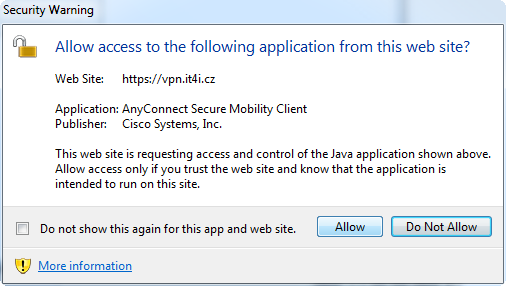 Security Warning
Allow access to the following application from this web site?
Web Site: https://vpn.it4i.cz
Application: AnyConnect Secure Mobility Client
Publisher: Cisco Systems, Inc.
This web site is requesting access and control of the Java application shown above.
Allow access only if you trust the web site and know that the application is
intended to run on this site.
Do not show this again for this app and web site. Allow Do Not Allow
More information